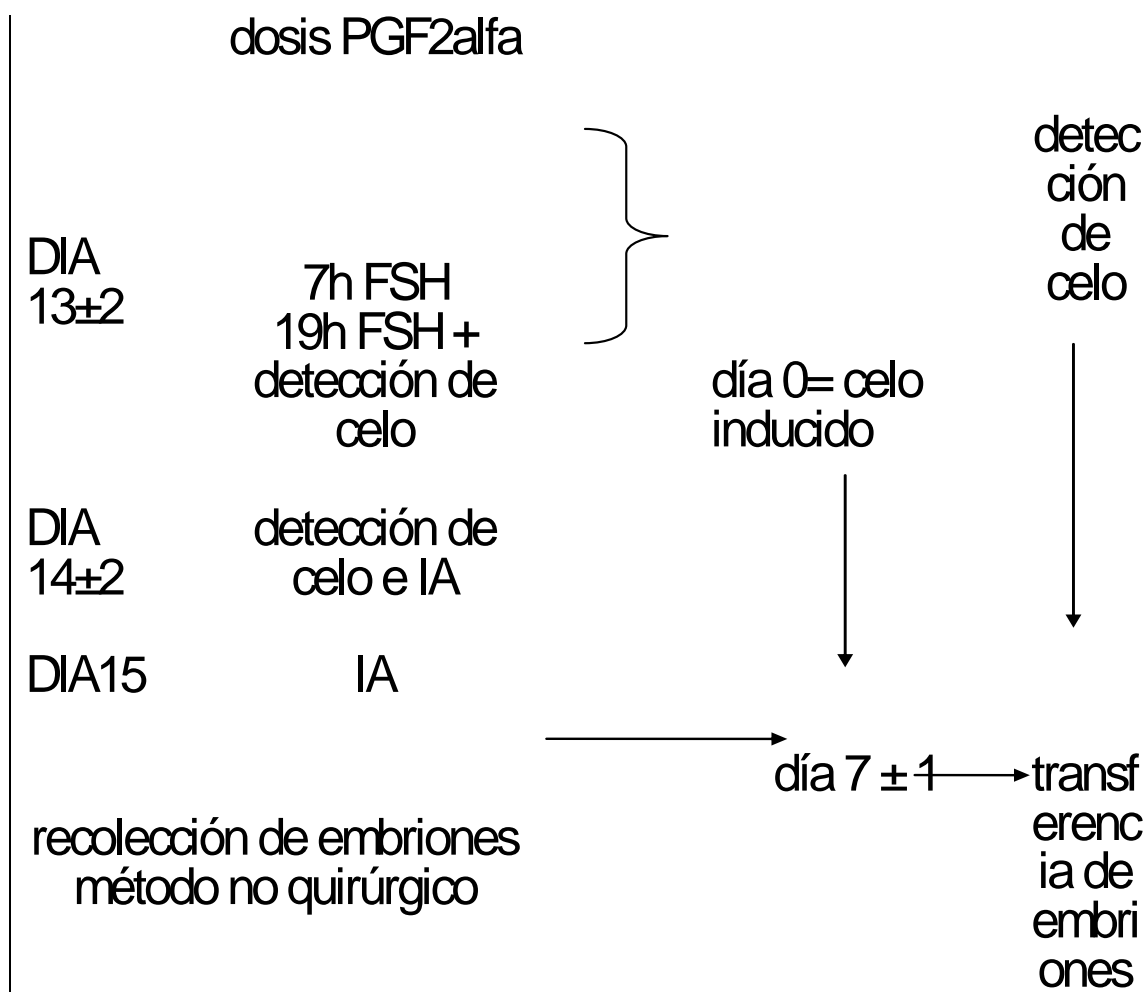 dosis PGF2alfa
DIA
13±2
7h FSH
19h FSH +
detección de
celo
DIA
14±2
detección de
celo e IA
DIA15
IA
recolección de embriones
método no quirúrgico
día 0= celo
inducido
día 7 ± 1
detec
ción
de
celo
transf
erenc
ia de
embri
ones